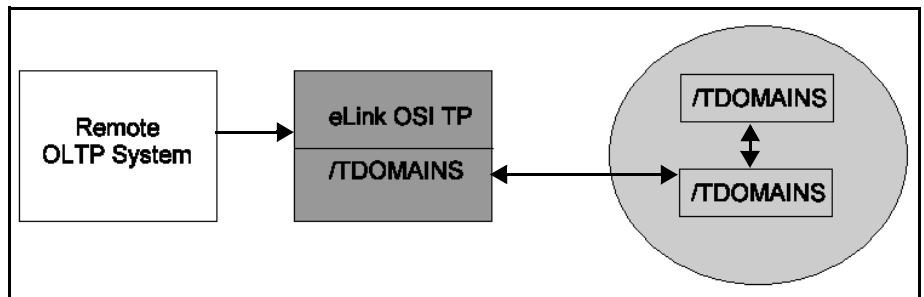 Remote
OLTP System
eLink OSI TP
/TDOMAINS
/TDOMAINS
/TDOMAINS